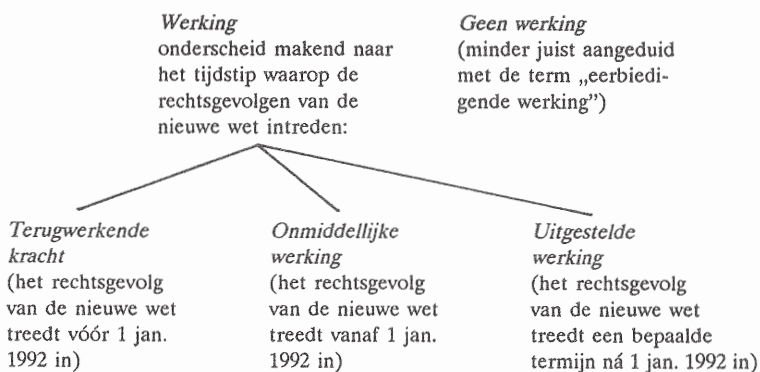 Werking
onderscheid makend naar
het tijdstip waarop de
rechtsgevolgen van de
nieuwe wet intreden:
Geen werking
(minder juist aangeduid
met de term „eerbiedi-
gende werking”)
Terugwerkende
kracht
(het rechtsgevolg
van de nieuwe wet
treedt vóór 1 jan.
1992 in)
Onmiddellijke
werking
(het rechtsgevolg
van de nieuwe wet
treedt vanaf 1 jan.
1992 in)
Uitgestelde
werking
(het rechtsgevolg
van de nieuwe wet
treedt een bepaalde
termijn ná 1 jan. 1992 in)